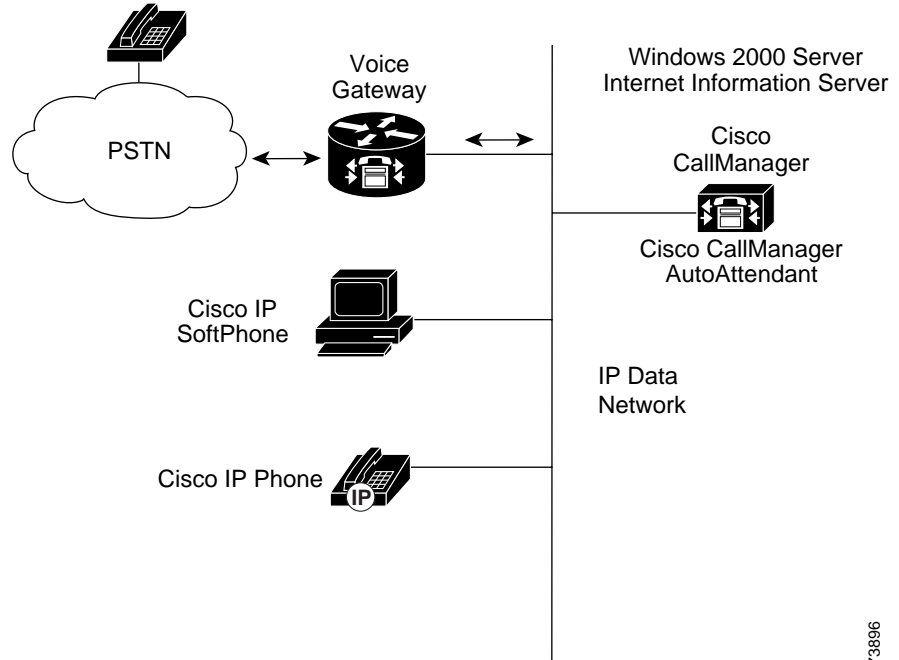 Voice
Gateway
Windows 2000 Server
Internet Information Server
PSTN
Cisco
CallManager
Cisco CallManager
AutoAttendant
Cisco IP
SoftPhone
IP Data
Network
Cisco IP Phone
IP
73896